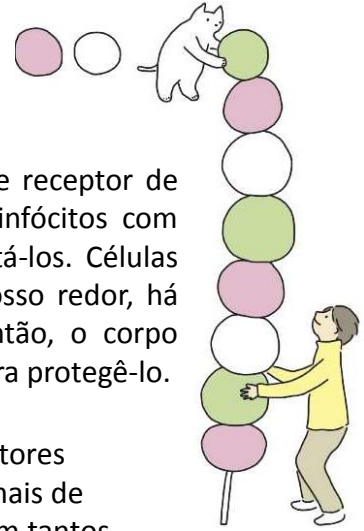 e receptor de
infócitos com
tá-los. Células
osso redor, há
ntão, o corpo
ra protegê-lo.
tores
nais de
m tantos